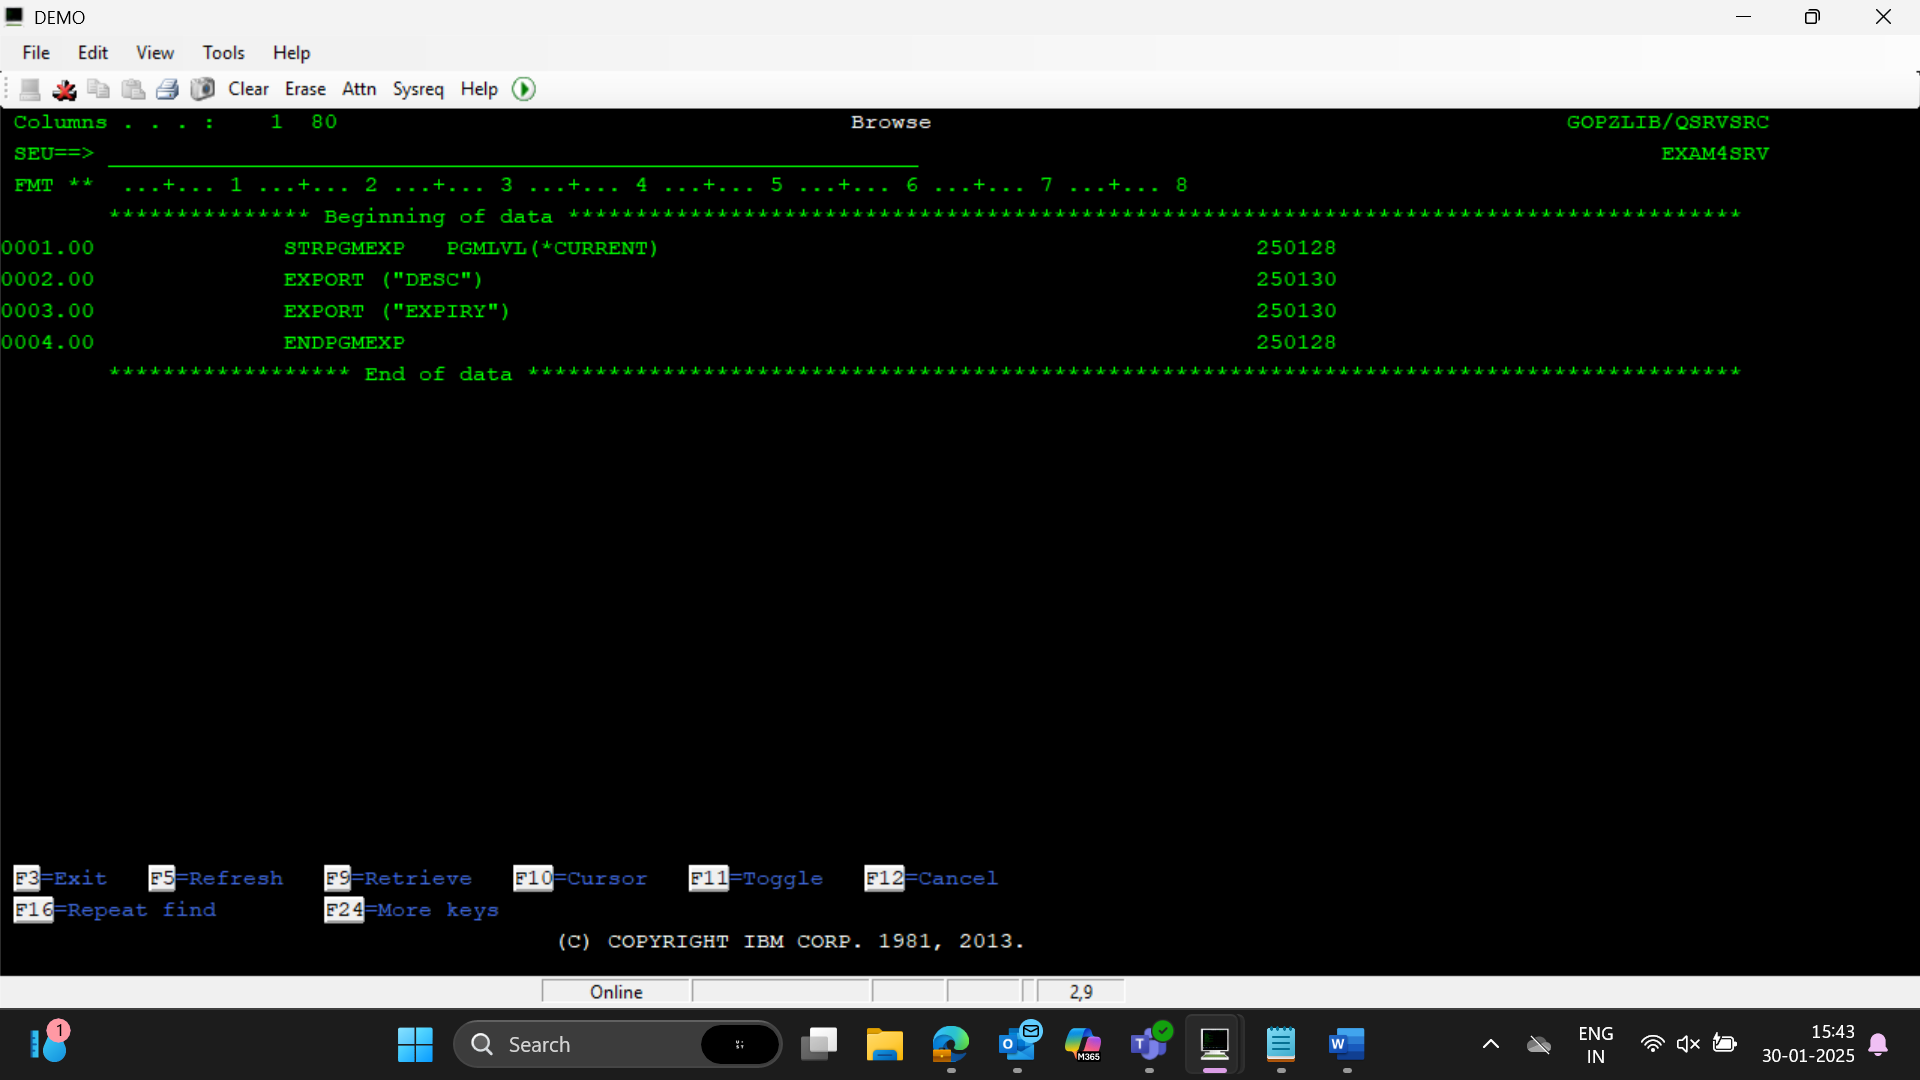 DEMO
File Edit View Tools Help
Clear Erase Attn Sysreq Help
Columns . . . : 1 80 Browse GOPZLIB/QSRVSRC
SEU==> EXAM4SRV
FMT ** ...+... 1 ...+... 2 ...+... 3 ...+... 4 ...+... 5 ...+... 6 ...+... 7 ...+... 8
*************** Beginning of data ***************************************************************************************
0001.00 STRPGMEXP PGMLVL(*CURRENT) 250128
0002.00 EXPORT ("DESC") 250130
0003.00 EXPORT ("EXPIRY") 250130
0004.00 ENDPGMEXP 250128
****************** End of data ******************************************************************************************
F3=Exit F5=Refresh F9=Retrieve F10=Cursor F11=Toggle F12=Cancel
F16=Repeat find F24=More keys
(C) COPYRIGHT IBM CORP. 1981, 2013.
Online 2,9
1 Search M365 ENG 15:43
IN 30-01-2025